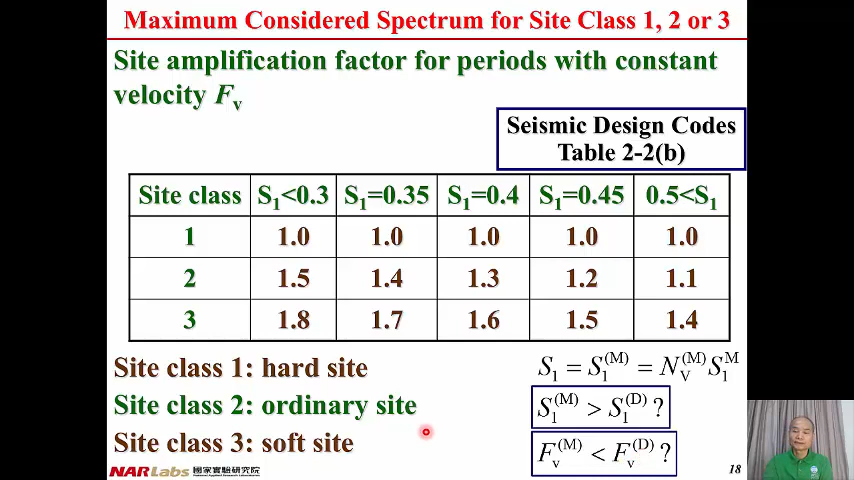 Maximum Considered Spectrum for Site Class 1, 2 or 3
Site amplification factor for periods with constant
velocity Fv
Seismic Design Codes
Table 2-2(b)
Site class S1<0.3 S1=0.35 S1=0.4 S1=0.45 0.5<S1
1 1.0 1.0 1.0 1.0 1.0
2 1.5 1.4 1.3 1.2 1.1
3 1.8 1.7 1.6 1.5 1.4
Site class 1: hard site
Site class 2: ordinary site
Site class 3: soft site
S1 = S1(M) = NV(M) S1M
S1(M) > S1(D) ?
Fv(M) < Fv(D) ?
NARLabs 國家實驗研究院
18